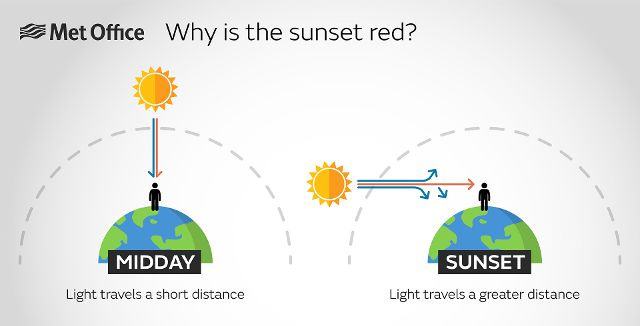 Met Office Why is the sunset red?
MIDDAY
Light travels a short distance
SUNSET
Light travels a greater distance